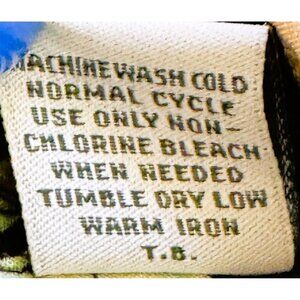 MACHINE WASH COLD
NORMAL CYCLE
USE ONLY NON-
CHLORINE BLEACH
WHEN NEEDED
TUMBLE DRY LOW
WARM IRON
T.B.